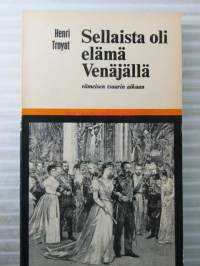 Henri
Troyat
Sellaista oli
elämä
Venäjällä
viimeisen tsaarin aikaan